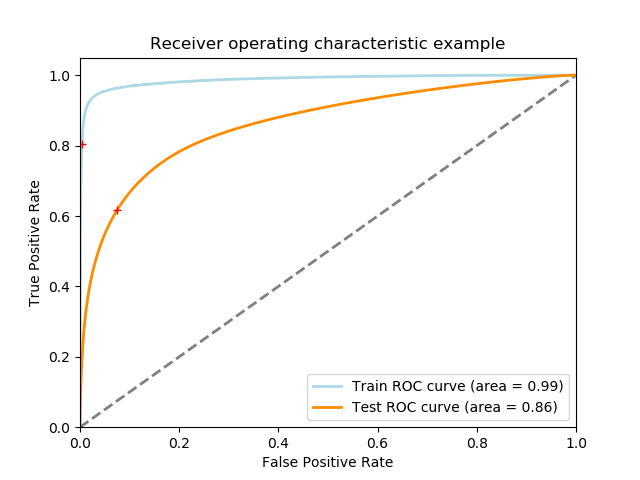 Receiver operating characteristic example
1.0
0.8
0.6
0.4
0.2
0.0
True Positive Rate
Train ROC curve (area = 0.99)
Test ROC curve (area = 0.86)
0.0 0.2 0.4 0.6 0.8 1.0
False Positive Rate